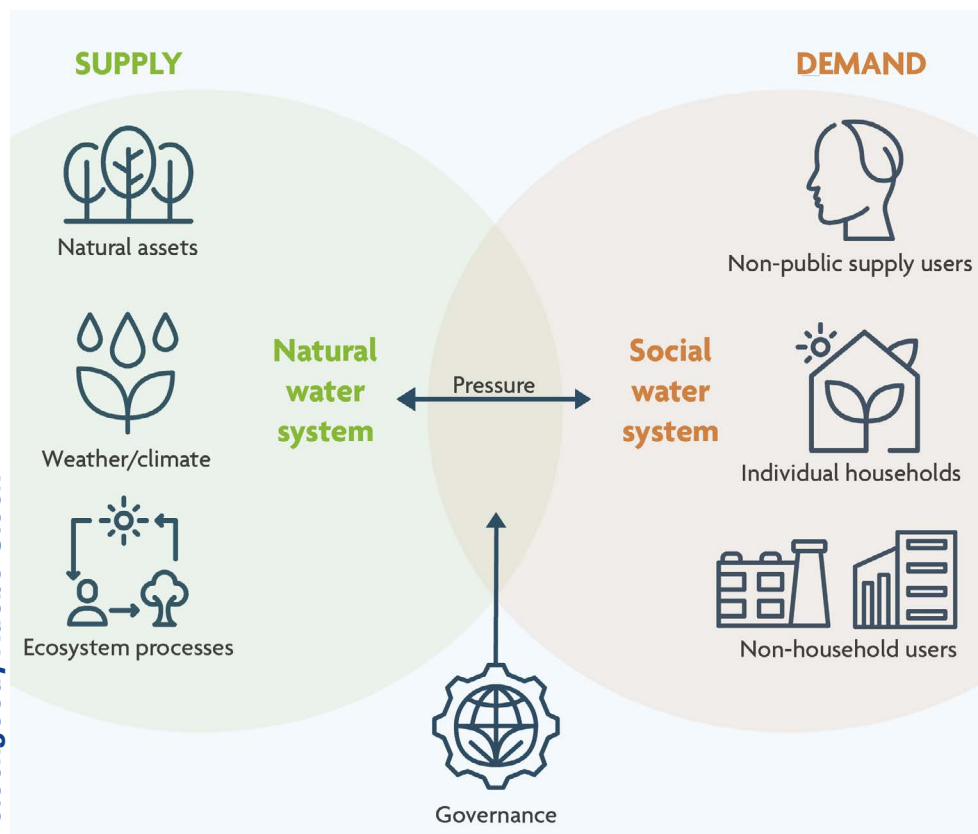 SUPPLY
DEMAND
Natural assets
Non-public supply users
Natural
water
system
Pressure
Social
water
system
Weather/climate
Individual households
Ecosystem processes
Non-household users
Governance